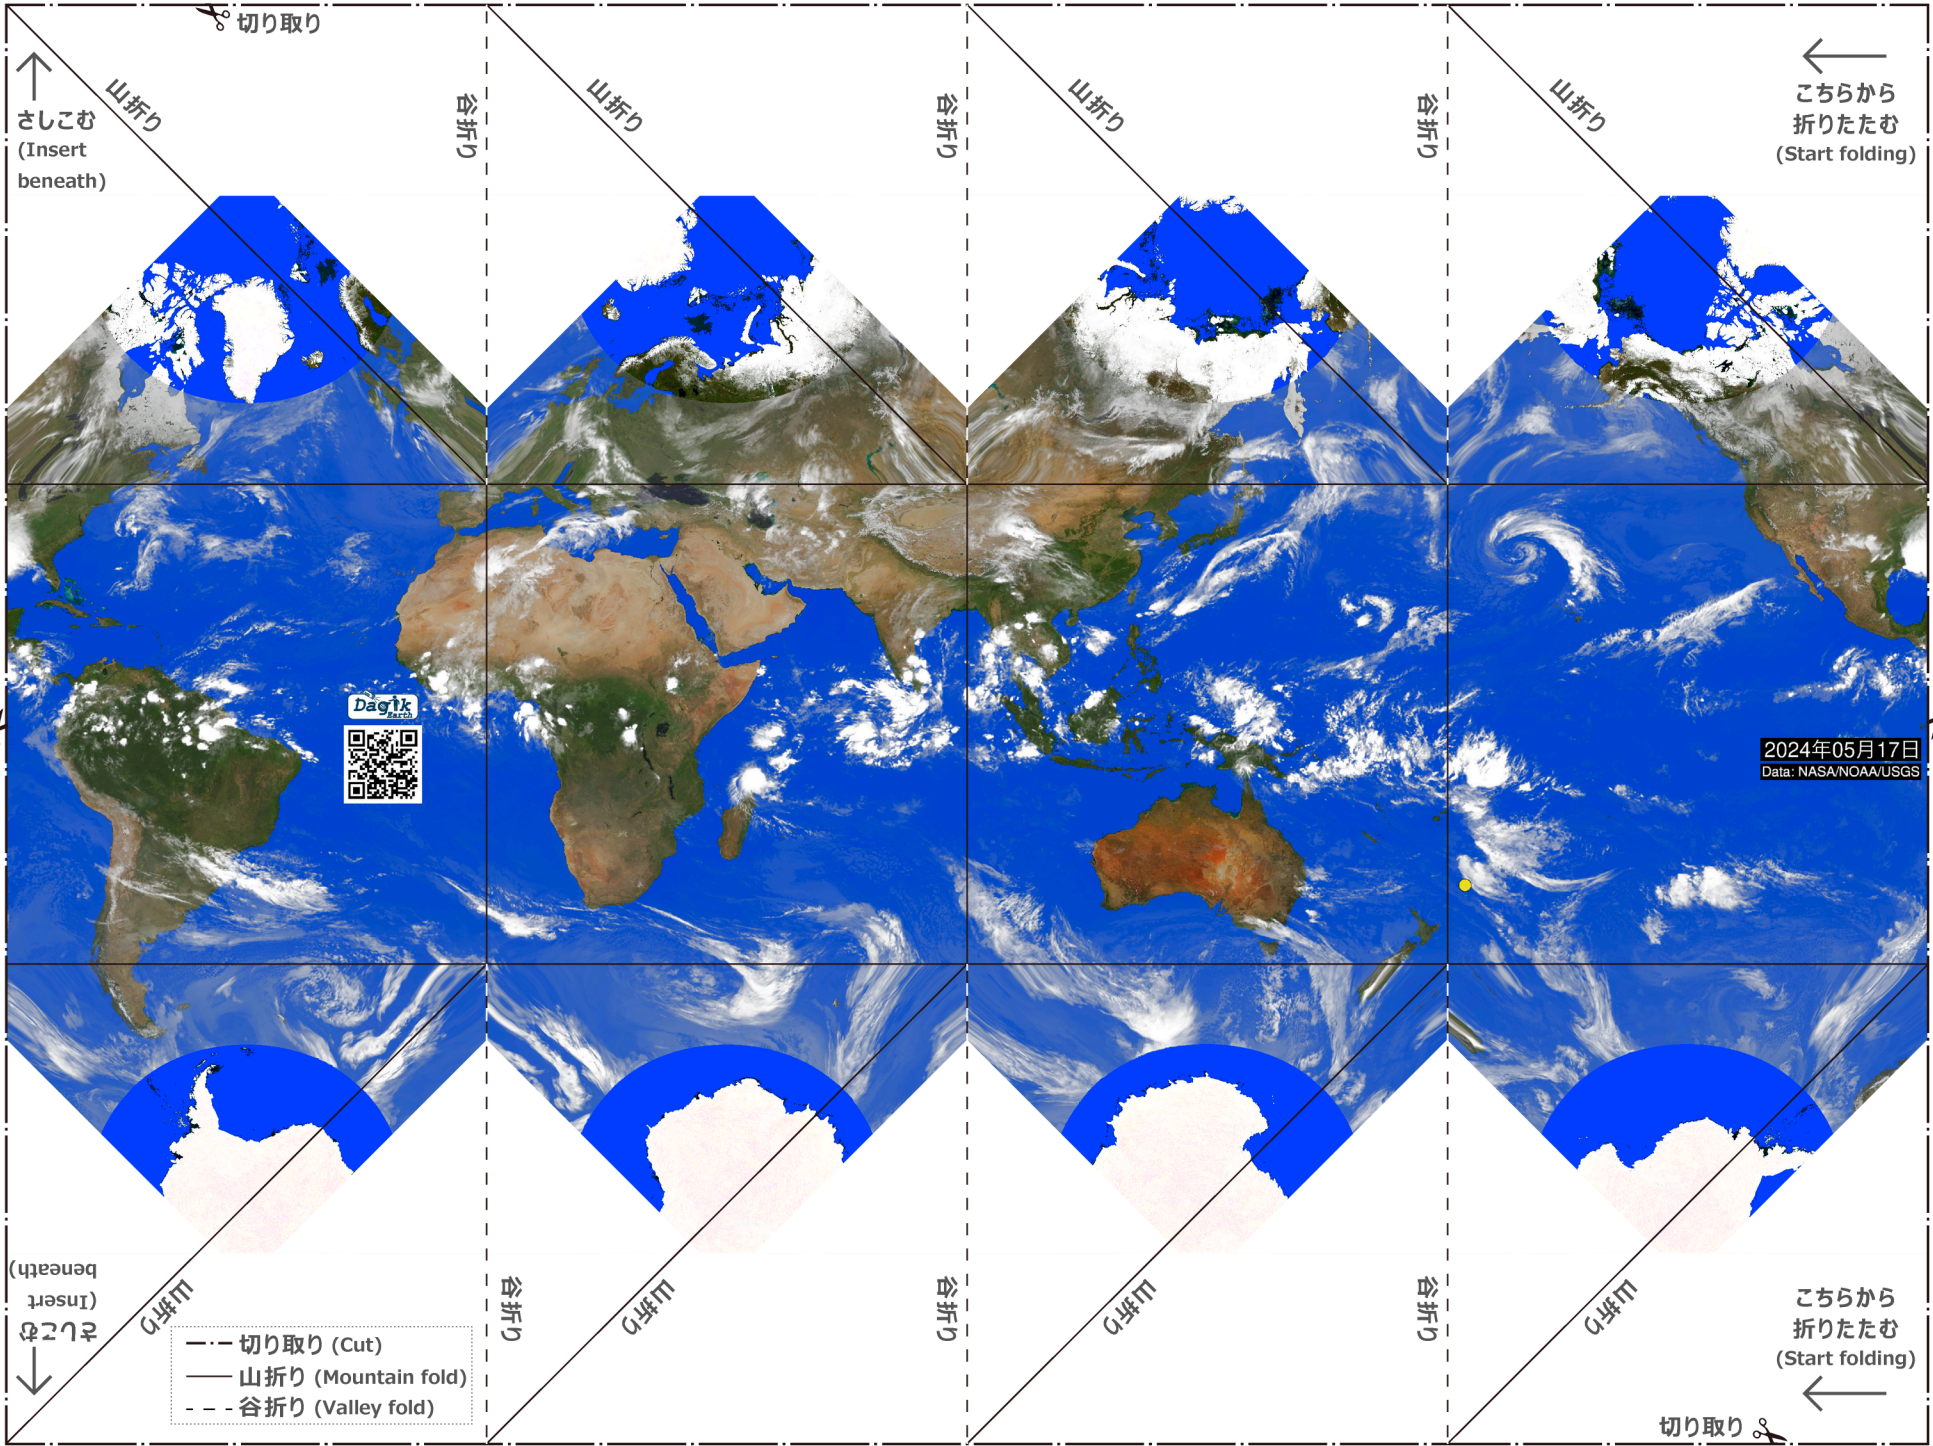 切り取り
さしこむ
(Insert
beneath)
山折り
谷折り
山折り
谷折り
山折り
谷折り
山折り
こちらから
折りたたむ
(Start folding)
Dagik
Earth
2024年05月17日
Data: NASA/NOAA/USGS
さしこむ
(Insert
beneath)
山折り
谷折り
山折り
谷折り
山折り
谷折り
山折り
こちらから
折りたたむ
(Start folding)
切り取り (Cut)
山折り (Mountain fold)
谷折り (Valley fold)
切り取り